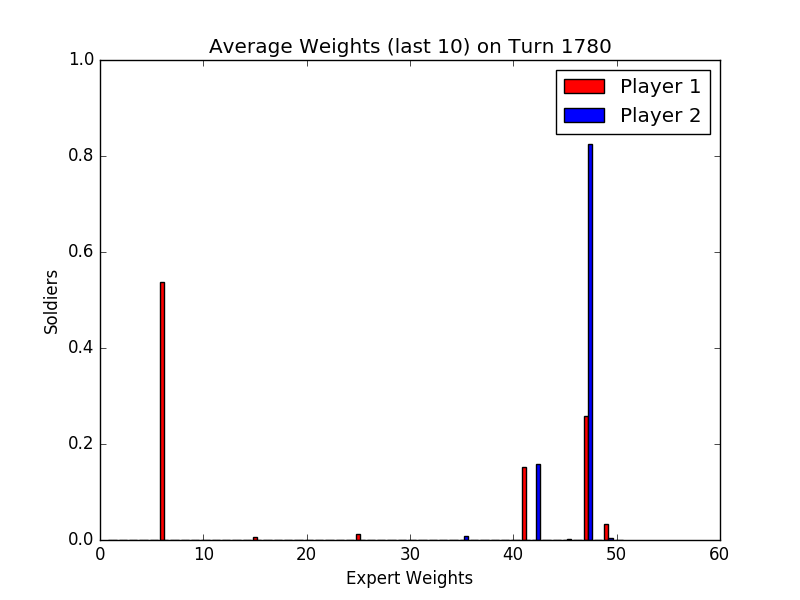 Average Weights (last 10) on Turn 1780
1.0
0.8
0.6
0.4
0.2
0.0
Soldiers
Player 1
Player 2
0 10 20 30 40 50 60
Expert Weights